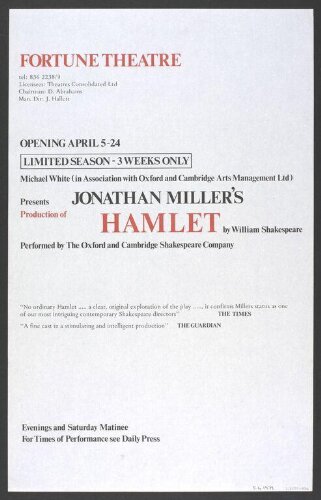 FORTUNE THEATRE
tel: 836 2238/9
Licensees: Theatres Consolidated Ltd
Chairman: D. Abrahams
Man. Dir: J. Hallett
OPENING APRIL 5-24
LIMITED SEASON - 3 WEEKS ONLY
Michael White (in Association with Oxford and Cambridge Arts Management Ltd)
Presents JONATHAN MILLER'S
Production of HAMLET by William Shakespeare
Performed by The Oxford and Cambridge Shakespeare Company
"No ordinary Hamlet .... a clear, original exploration of the play ..... it confirms Millers status as one
of our most intriguing contemporary Shakespeare directors" THE TIMES
"A fine cast in a stimulating and intelligent production" THE GUARDIAN
Evenings and Saturday Matinee
For Times of Performance see Daily Press